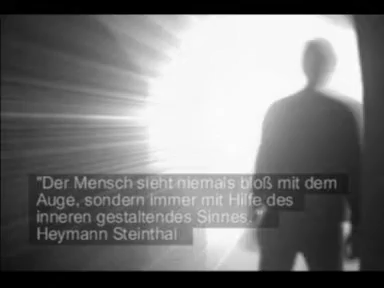 "Der Mensch sieht niemals bloß mit dem
Auge, sondern immer mit Hilfe des
inneren gestaltendes Sinnes."
Heymann Steinthal